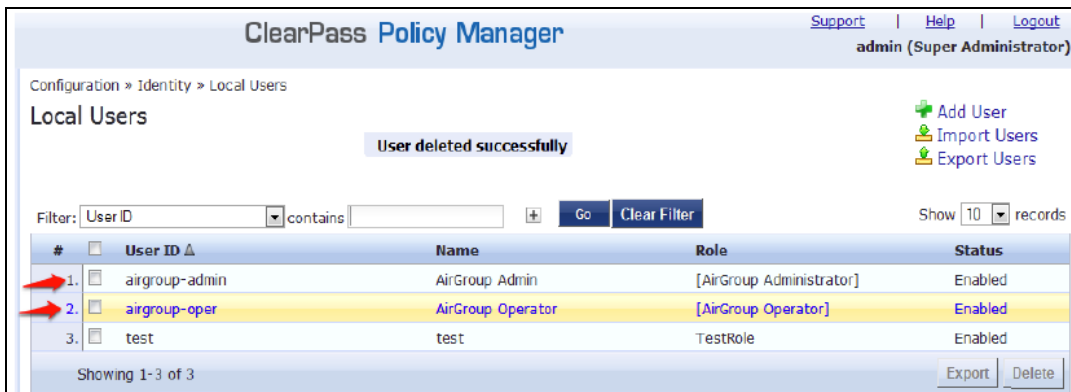 Support | Help | Logout
ClearPass Policy Manager
admin (Super Administrator)
Configuration » Identity » Local Users
Local Users
Add User
User deleted successfully
Import Users
Export Users
Filter: User ID contains + Go Clear Filter Show 10 records
# User ID Name Role Status
1. airgroup-admin AirGroup Admin [AirGroup Administrator] Enabled
2. airgroup-oper AirGroup Operator [AirGroup Operator] Enabled
3. test test TestRole Enabled
Showing 1-3 of 3 Export Delete